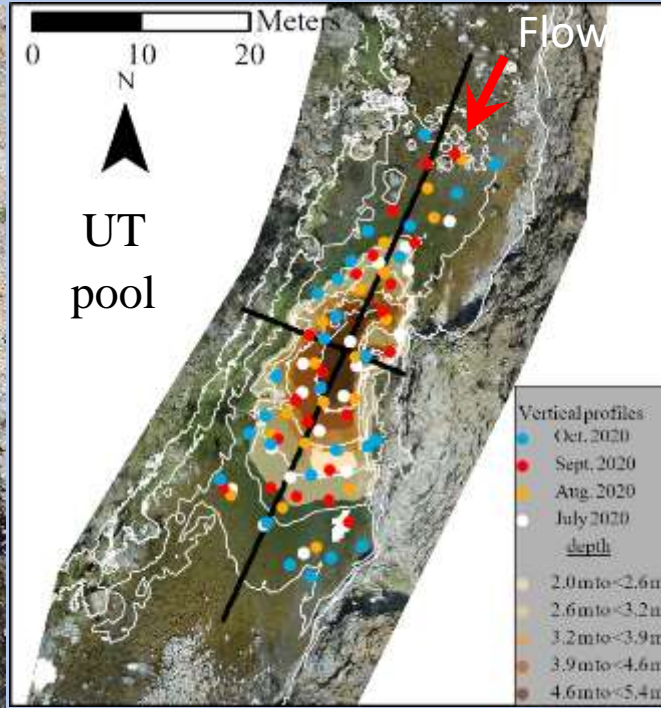 Meters
0 10 20
Flow
N
UT
pool
Vertical profiles
Oct. 2020
Sept. 2020
Aug. 2020
July 2020
depth
2.0m to <2.6m
2.6m to <3.2m
3.2m to <3.9m
3.9m to <4.6m
4.6m to <5.4m